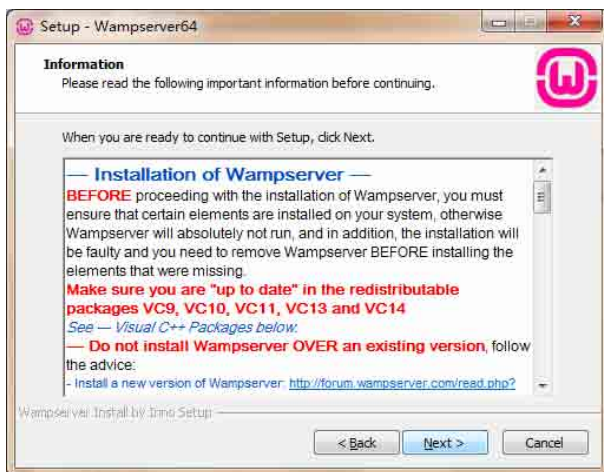 Setup - Wampserver64
Information
Please read the following important information before continuing.
When you are ready to continue with Setup, click Next.
— Installation of Wampserver —
BEFORE proceeding with the installation of Wampserver, you must
ensure that certain elements are installed on your system, otherwise
Wampserver will absolutely not run, and in addition, the installation will
be faulty and you need to remove Wampserver BEFORE installing the
elements that were missing.
Make sure you are "up to date" in the redistributable
packages VC9, VC10, VC11, VC13 and VC14
See — Visual C++ Packages below.
— Do not install Wampserver OVER an existing version, follow
the advice:
- Install a new version of Wampserver: http://forum.wampserver.com/read.php?
Wampserver Install by Inno Setup
< Back
Next >
Cancel